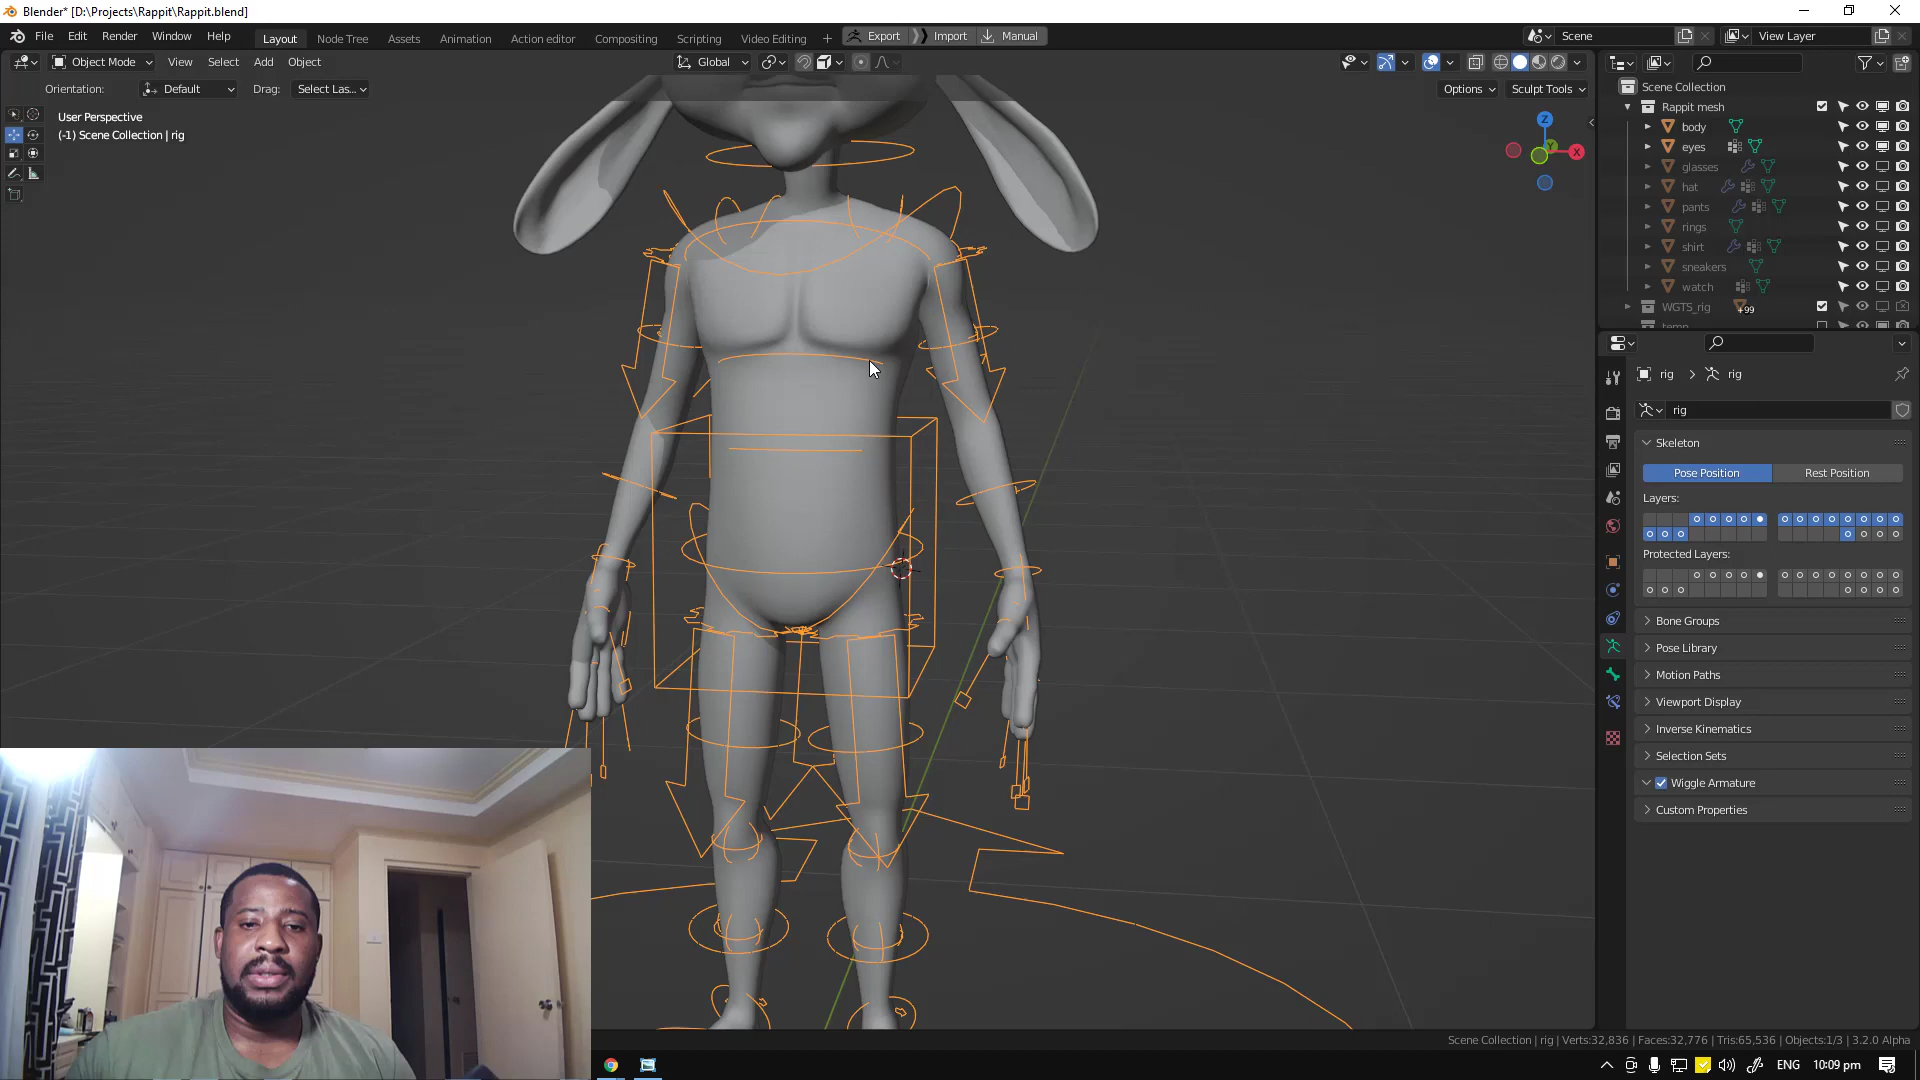 Blender* [D:\Projects\Rappit\Rappit.blend]
File Edit Render Window Help
Layout Node Tree Assets Animation Action editor Compositing Scripting Video Editing + Export Import Manual
Scene
View Layer
Object Mode View Select Add Object
Global
Orientation: Default Drag: Select Las...
Options Sculpt Tools
User Perspective
(-1) Scene Collection | rig
Z
Y
X
Scene Collection
Rappit mesh
body
eyes
glasses
hat
pants
rings
shirt
sneakers
watch
WGTS_rig +99
temp
rig rig
rig
Skeleton
Pose Position Rest Position
Layers:
Protected Layers:
Bone Groups
Pose Library
Motion Paths
Viewport Display
Inverse Kinematics
Selection Sets
Wiggle Armature
Custom Properties
Scene Collection | rig | Verts:32,836 | Faces:32,776 | Tris:65,536 | Objects:1/3 | 3.2.0 Alpha
ENG 10:09 pm